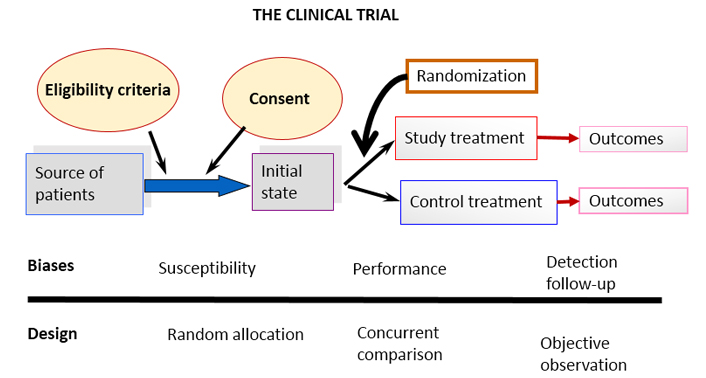 THE CLINICAL TRIAL
Eligibility criteria
Consent
Randomization
Source of
patients
Initial
state
Study treatment
Outcomes
Control treatment
Outcomes
Biases
Susceptibility
Performance
Detection
follow-up
Design
Random allocation
Concurrent
comparison
Objective
observation